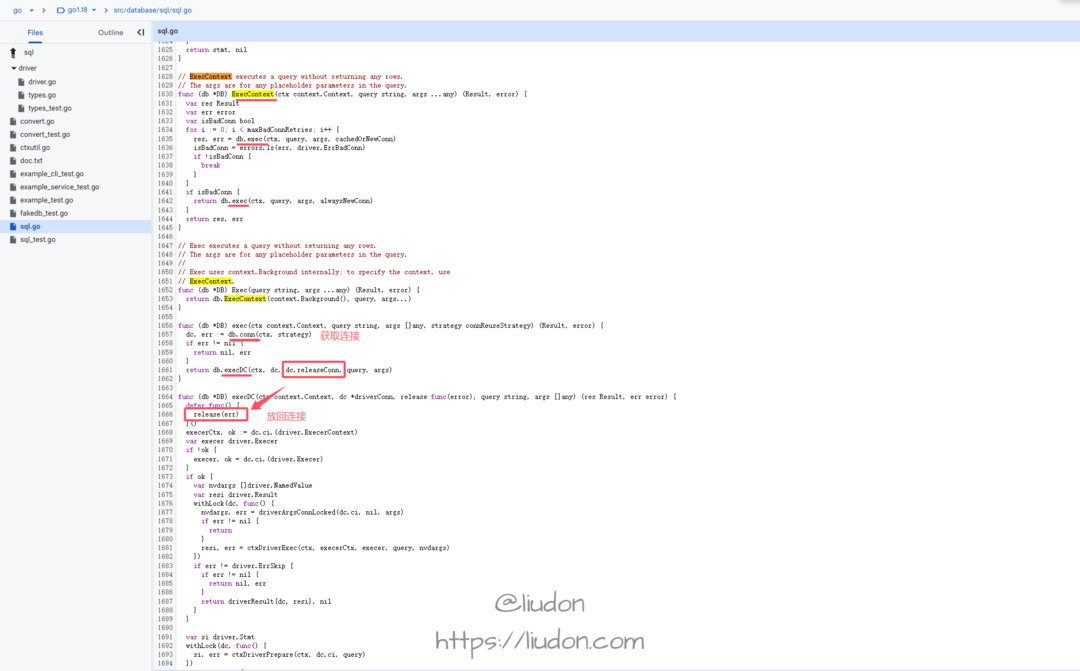 go > go1.18 > src/database/sql/sql.go
Files Outline
sql
driver
driver.go
types.go
types_test.go
convert.go
convert_test.go
ctxutil.go
doc.txt
example_cli_test.go
example_service_test.go
example_test.go
fakedb_test.go
sql.go
sql_test.go
sql.go
1625 return stmt, nil
1626 }
1627
1628 // ExecContext executes a query without returning any rows.
1629 // The args are for any placeholder parameters in the query.
1630 func (db *DB) ExecContext(ctx context.Context, query string, args ...any) (Result, error) {
1631 var res Result
1632 var err error
1633 var isBadConn bool
1634 for i := 0; i < maxBadConnRetries; i++ {
1635 res, err = db.exec(ctx, query, args, cachedOrNewConn)
1636 isBadConn = errors.Is(err, driver.ErrBadConn)
1637 if !isBadConn {
1638 break
1639 }
1640 }
1641 if isBadConn {
1642 return db.exec(ctx, query, args, alwaysNewConn)
1643 }
1644 return res, err
1645 }
1646
1647 // Exec executes a query without returning any rows.
1648 // The args are for any placeholder parameters in the query.
1649 //
1650 // Exec uses context.Background internally; to specify the context, use
1651 // ExecContext.
1652 func (db *DB) Exec(query string, args ...any) (Result, error) {
1653 return db.ExecContext(context.Background(), query, args...)
1654 }
1655
1656 func (db *DB) exec(ctx context.Context, query string, args []any, strategy connReuseStrategy) (Result, error) {
1657 dc, err := db.conn(ctx, strategy) 获取连接
1658 if err != nil {
1659 return nil, err
1660 }
1661 return db.execDC(ctx, dc, dc.releaseConn, query, args)
1662 }
1663
1664 func (db *DB) execDC(ctx context.Context, dc *driverConn, release func(error), query string, args []any) (res Result, err error) {
1665 defer func() {
1666 release(err) 放回连接
1667 }()
1668 execerCtx, ok := dc.ci.(driver.ExecerContext)
1669 var execer driver.Execer
1670 if !ok {
1671 execer, ok = dc.ci.(driver.Execer)
1672 }
1673 if ok {
1674 var nvdargs []driver.NamedValue
1675 var resi driver.Result
1676 withLock(dc, func() {
1677 nvdargs, err = driverArgsConnLocked(dc.ci, nil, args)
1678 if err != nil {
1679 return
1680 }
1681 resi, err = ctxDriverExec(ctx, execerCtx, execer, query, nvdargs)
1682 })
1683 if err != driver.ErrSkip {
1684 if err != nil {
1685 return nil, err
1686 }
1687 return driverResult{dc, resi}, nil
1688 }
1689 }
1690
1691 var si driver.Stmt
1692 withLock(dc, func() {
1693 si, err = ctxDriverPrepare(ctx, dc.ci, query)
1694 })
@liudon
https://liudon.com